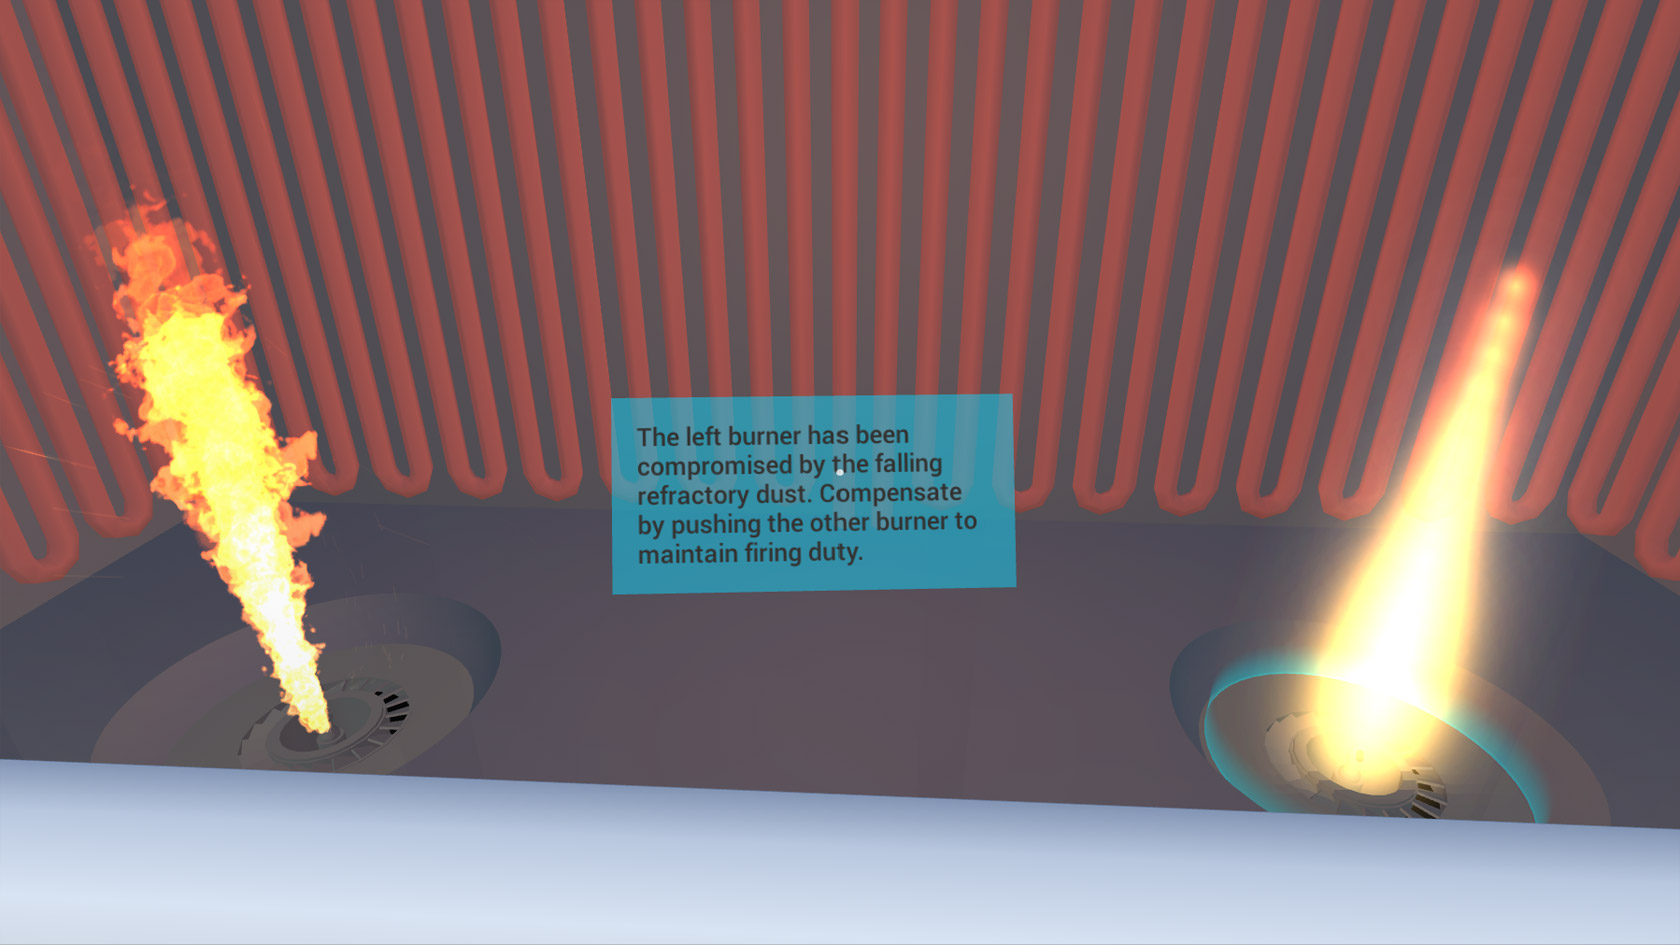 The left burner has been
compromised by the falling
refractory dust. Compensate
by pushing the other burner to
maintain firing duty.